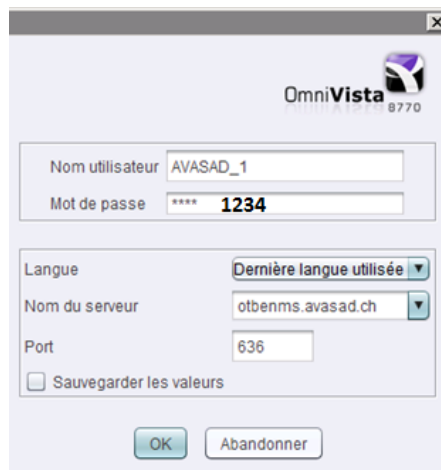 OmniVista
8770
Nom utilisateur AVASAD_1
Mot de passe **** 1234
Langue Dernière langue utilisée
Nom du serveur otbenms.avasad.ch
Port 636
Sauvegarder les valeurs
OK Abandonner